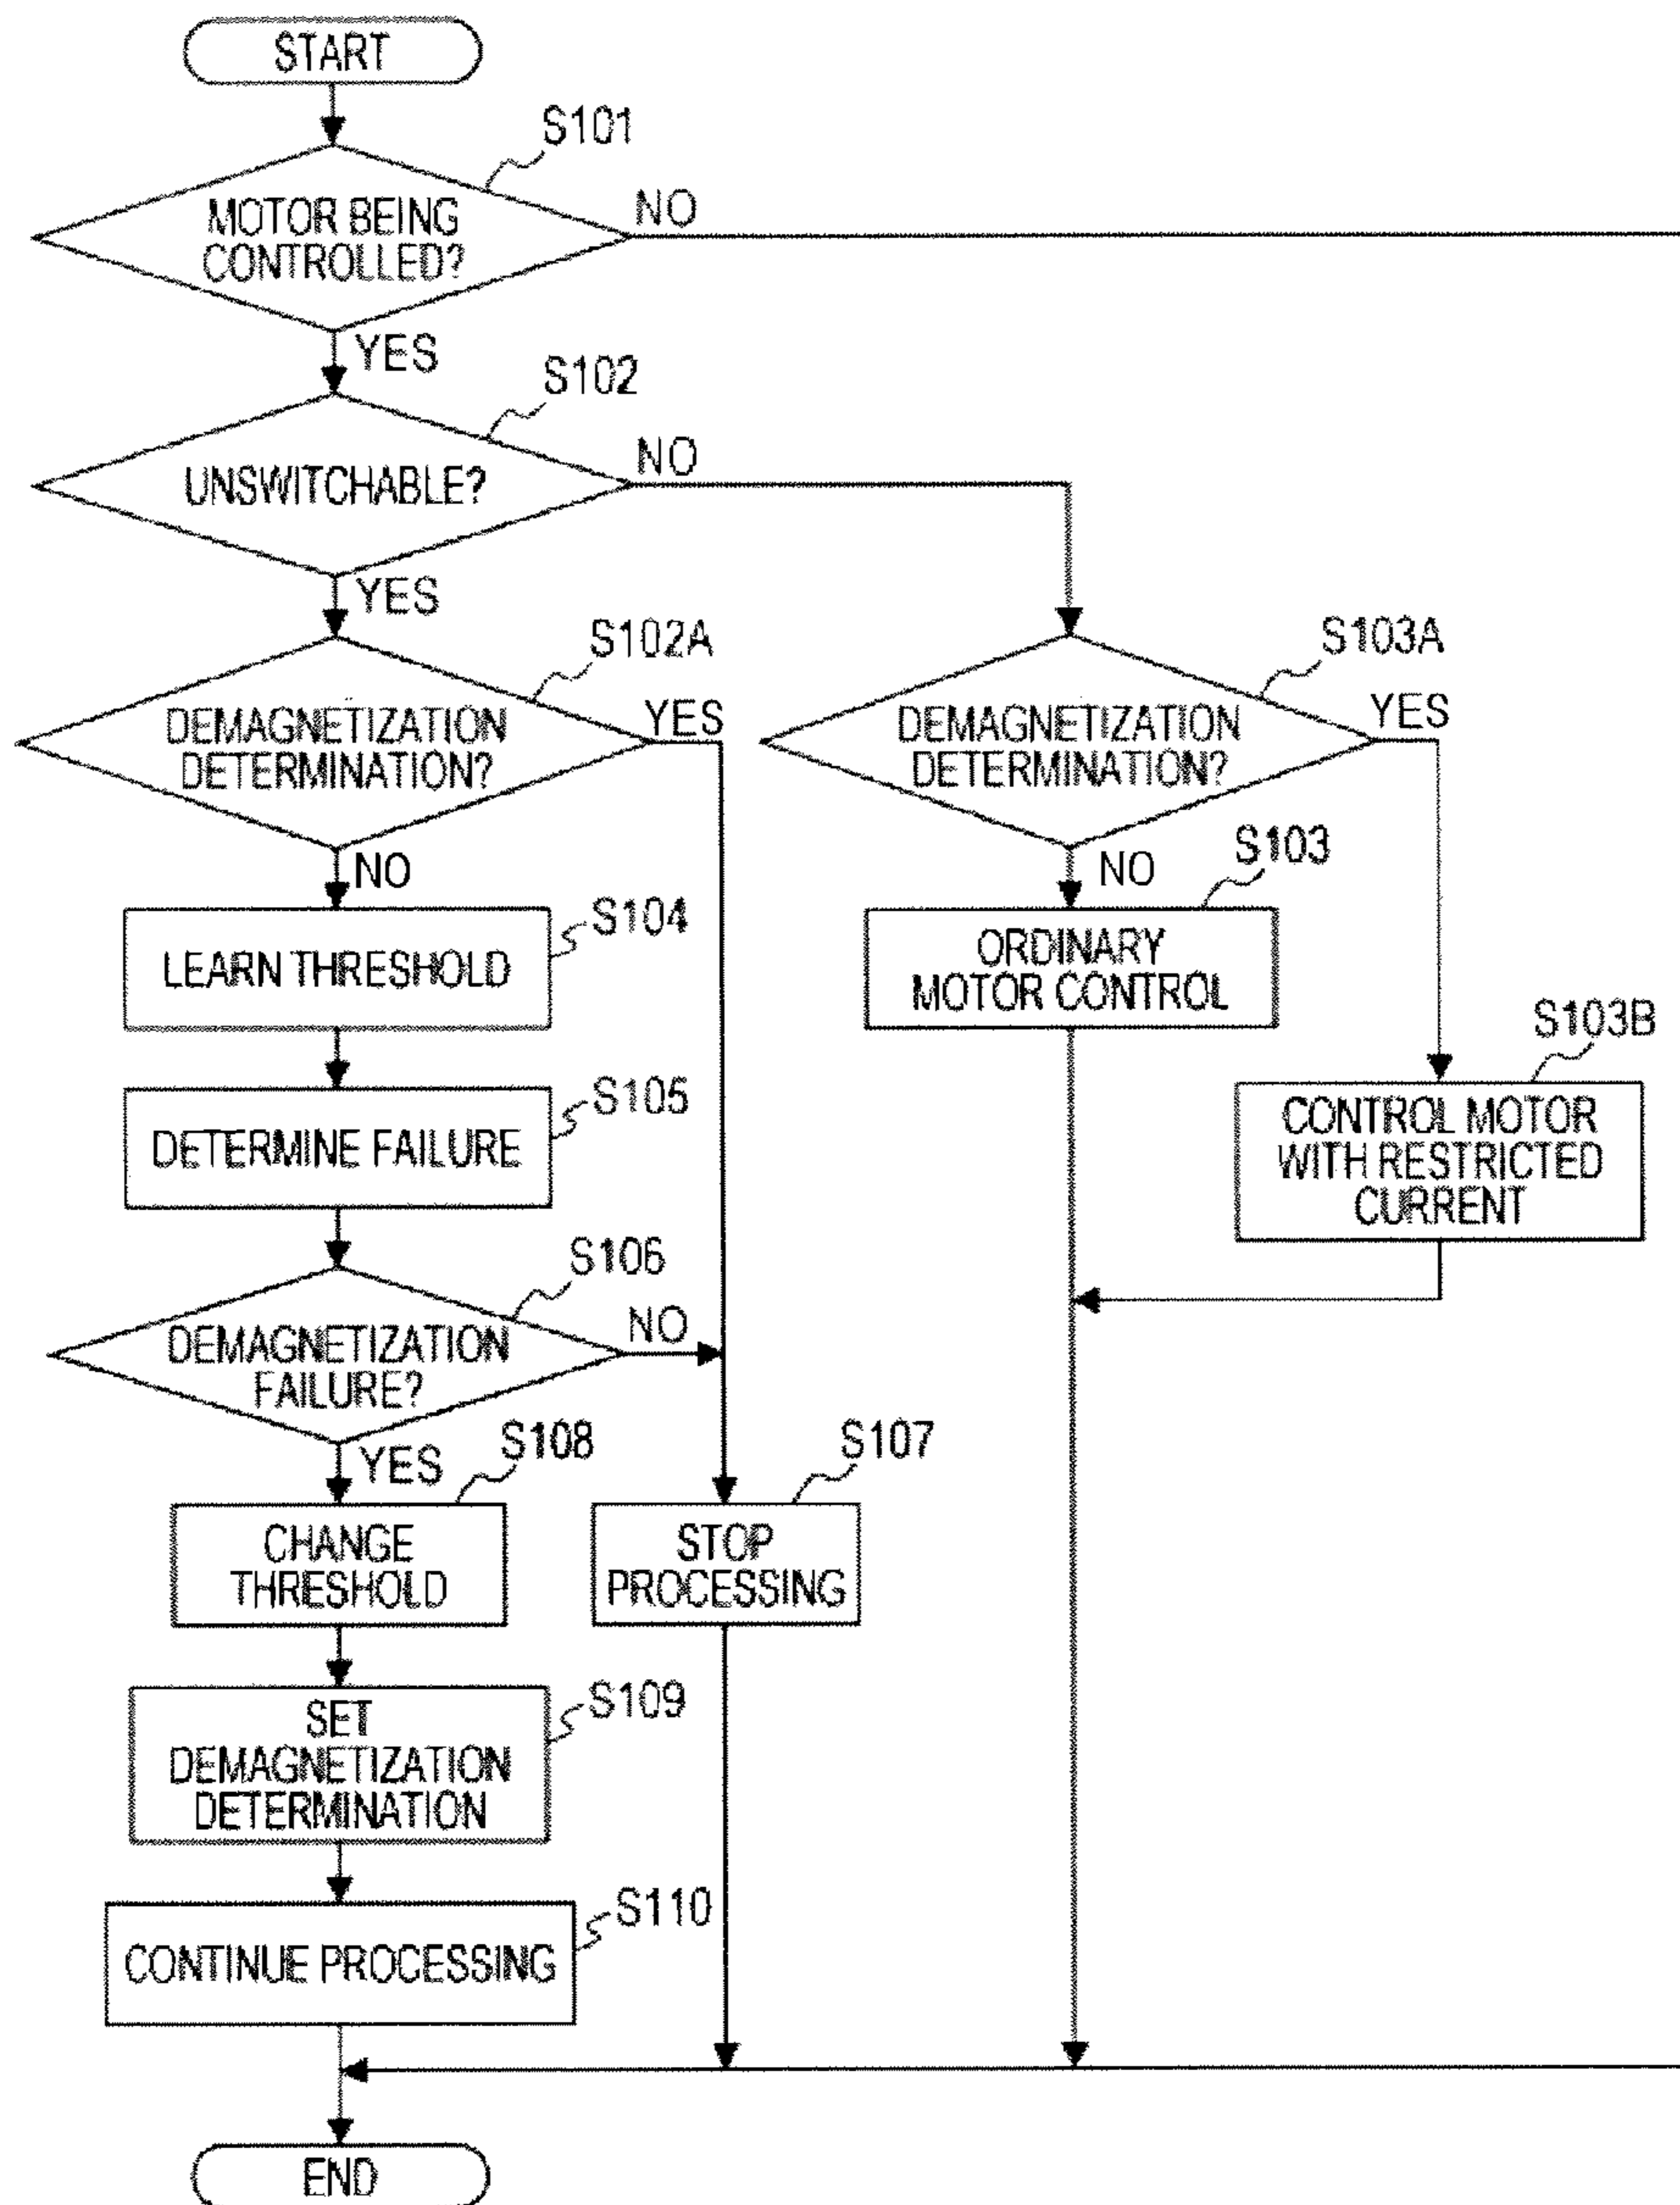 START
S101
MOTOR BEING
CONTROLLED?
NO
YES
S102
UNSWITCHABLE?
NO
YES
S102A
DEMAGNETIZATION
DETERMINATION?
YES
NO
S103A
DEMAGNETIZATION
DETERMINATION?
YES
NO
S103
ORDINARY
MOTOR CONTROL
S103B
CONTROL MOTOR
WITH RESTRICTED
CURRENT
S104
LEARN THRESHOLD
S105
DETERMINE FAILURE
S106
DEMAGNETIZATION
FAILURE?
NO
YES
S108
CHANGE
THRESHOLD
S107
STOP
PROCESSING
S109
SET
DEMAGNETIZATION
DETERMINATION
S110
CONTINUE PROCESSING
END